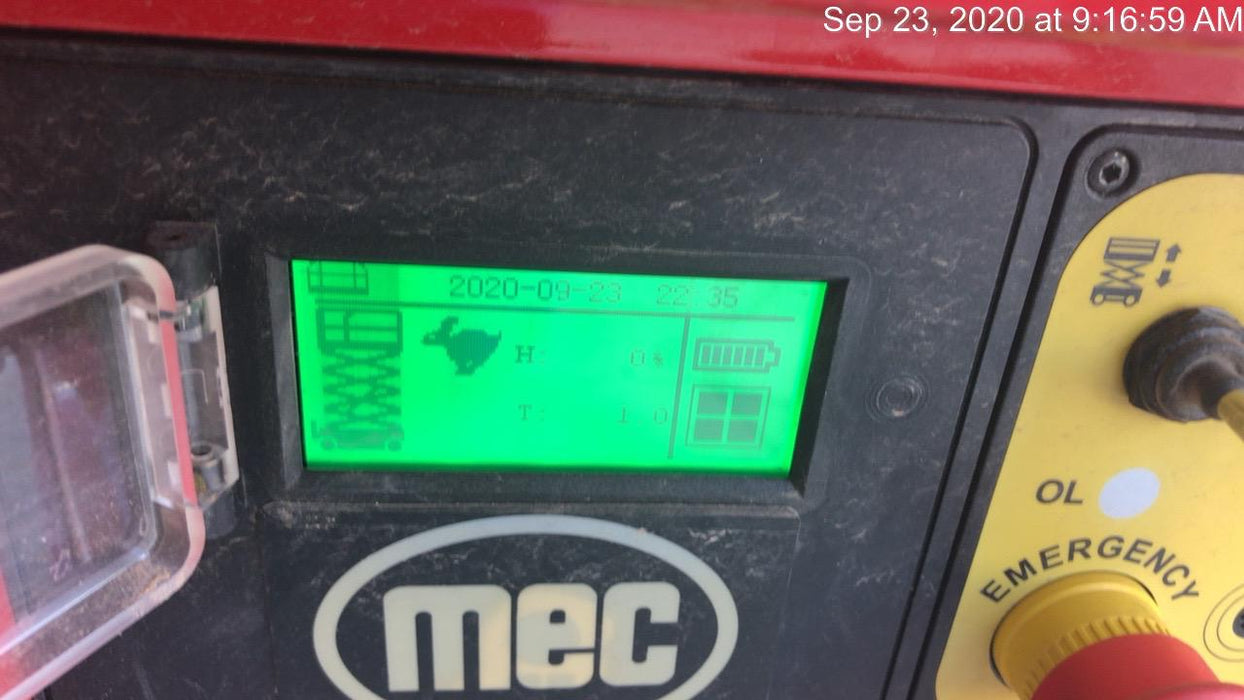 Sep 23, 2020 at 9:16:59 AM
2020-09-23 22:35
H: 0%
T: 1.0
OL
EMERGENCY
mec